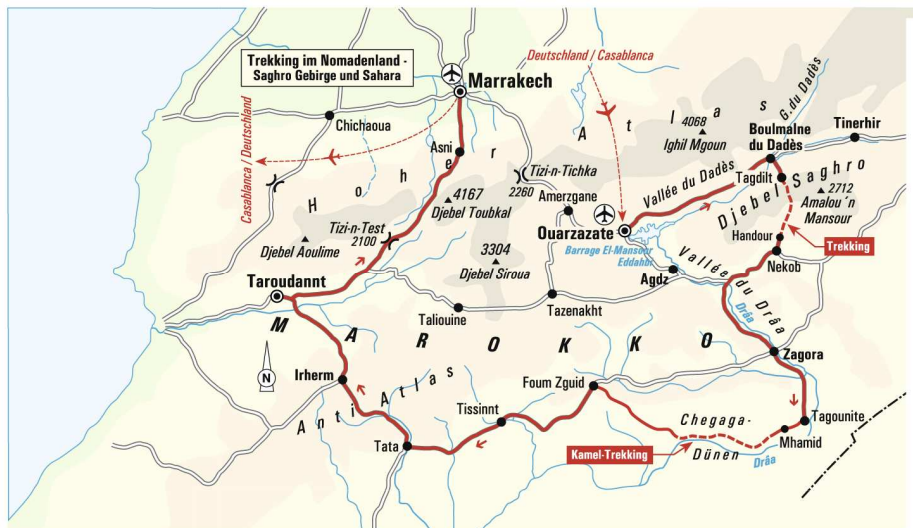 Trekking im Nomadenland -
Saghro Gebirge und Sahara
Deutschland / Casablanca
Marrakech
Casablanca / Deutschland
Chichaoua
Asni
Hoher Atlas
4068
Ighil Mgoun
G.du Dadès
Boulmalne
du Dadès
Tinerhir
Tizi-n-Tichka
2260
Vallée du Dadès
Tagdilt
Djebel Saghro
2712
Amalou´n
Mansour
4167
Djebel Toubkal
Amerzgane
Tizi-n-Test
2100
Djebel Aoulime
Ouarzazate
Handour
Trekking
3304
Djebel Siroua
Barrage El-Mansour
Eddahbi
Nekob
Taroudannt
Agdz
Vallée
du Drâa
Drâa
Taliouine
Tazenakht
MAROKKO
N
Zagora
Irherm
Anti Atlas
Foum Zguid
Tissinnt
Chegaga-
Dünen
Tagounite
Mhamid
Tata
Kamel-Trekking
Drâa